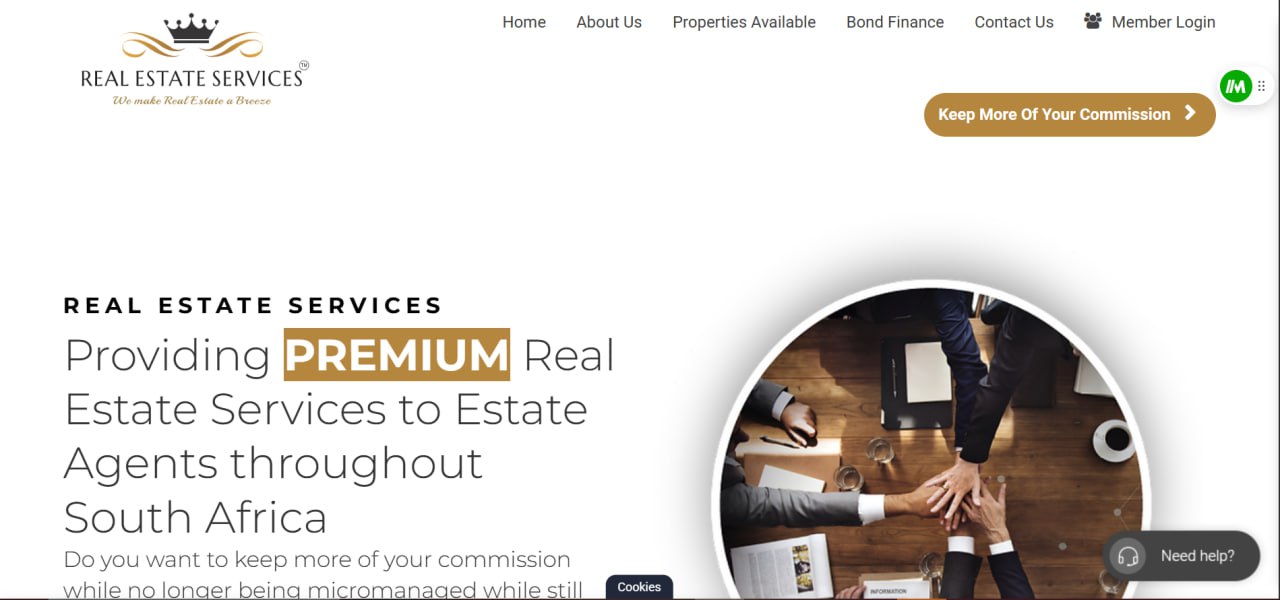 Home About Us Properties Available Bond Finance Contact Us Member Login
REAL ESTATE SERVICES TM
We make Real Estate a Breeze
Keep More Of Your Commission
REAL ESTATE SERVICES
Providing PREMIUM Real
Estate Services to Estate
Agents throughout
South Africa
Do you want to keep more of your commission
while no longer being micromanaged while still
INFORMATION
Need help?
Cookies